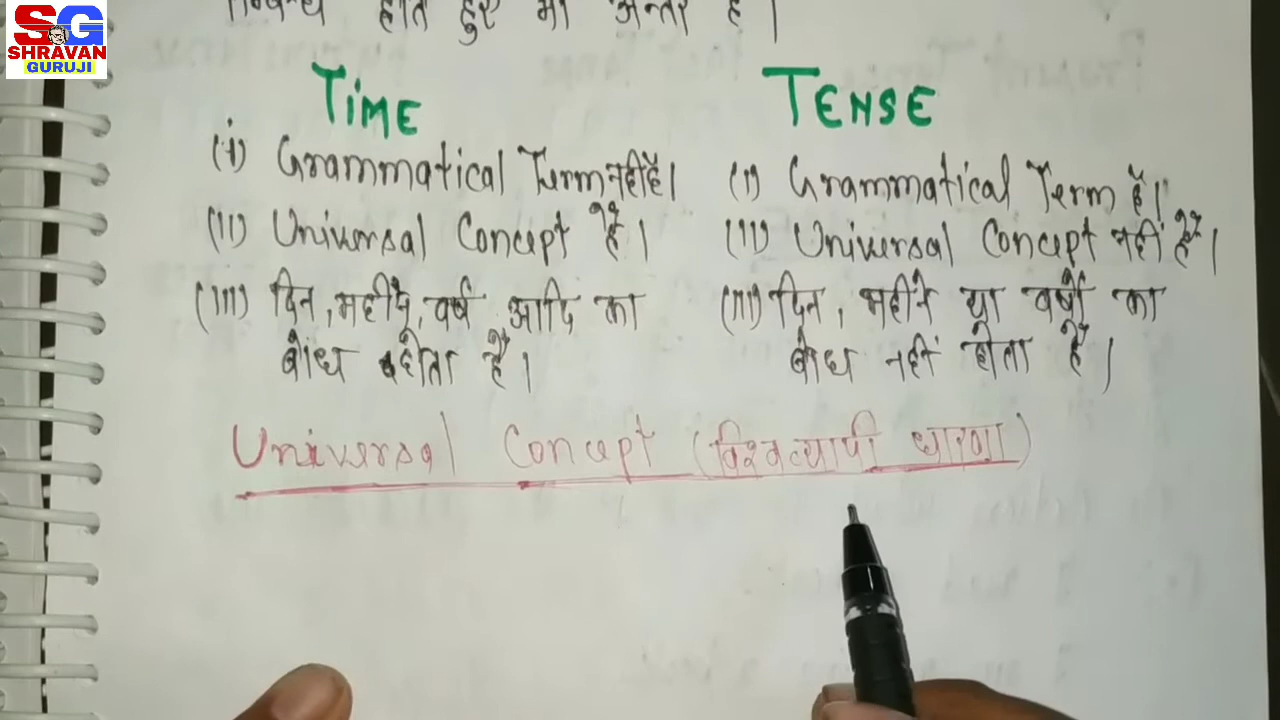 SG
SHRAVAN
GURUJI
होते हुए भी अन्तर है।
TIME
TENSE
(i) Grammatical Term नहीं है।
(I) Grammatical Term है।
(II) Universal Concept है।
(II) Universal Concept नहीं है।
(III) दिन, महीने, वर्ष आदि का
बोध होता है।
(III) दिन, महीने या वर्षों का
बोध नहीं होता है।
Universal Concept (विश्वव्यापी धारणा)